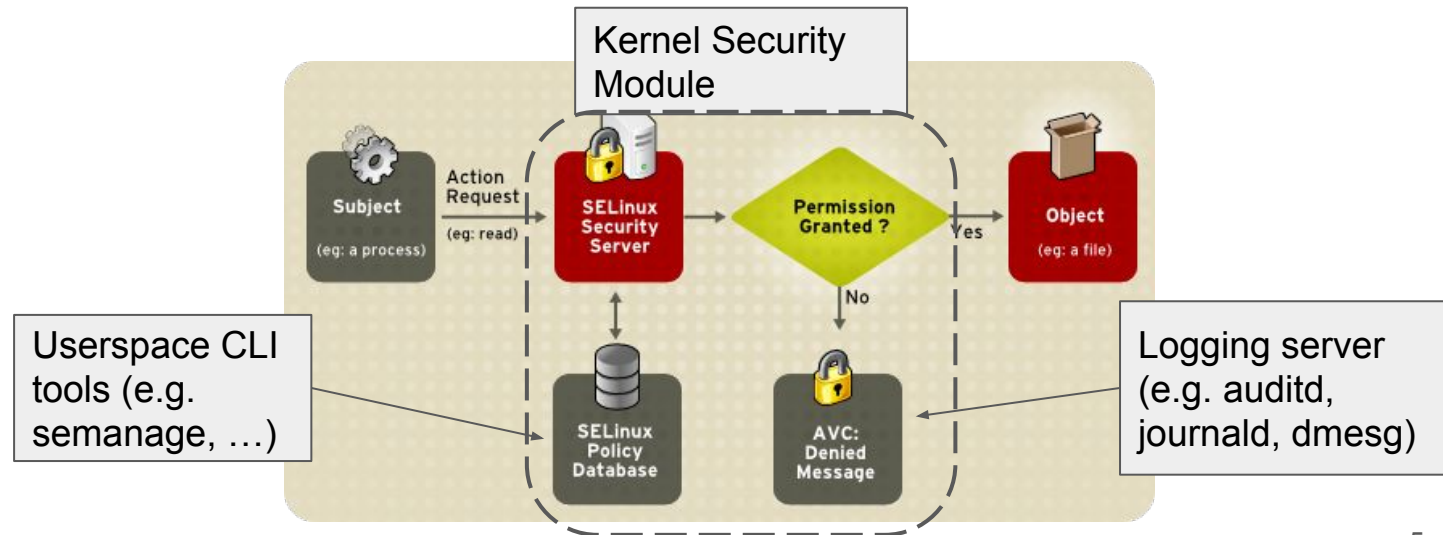 Kernel Security
Module
Subject
(eg: a process)
Action
Request
(eg: read)
SELinux
Security
Server
Permission
Granted ?
Yes
Object
(eg: a file)
No
Userspace CLI
tools (e.g.
semanage, …)
SELinux
Policy
Database
AVC:
Denied
Message
Logging server
(e.g. auditd,
journald, dmesg)